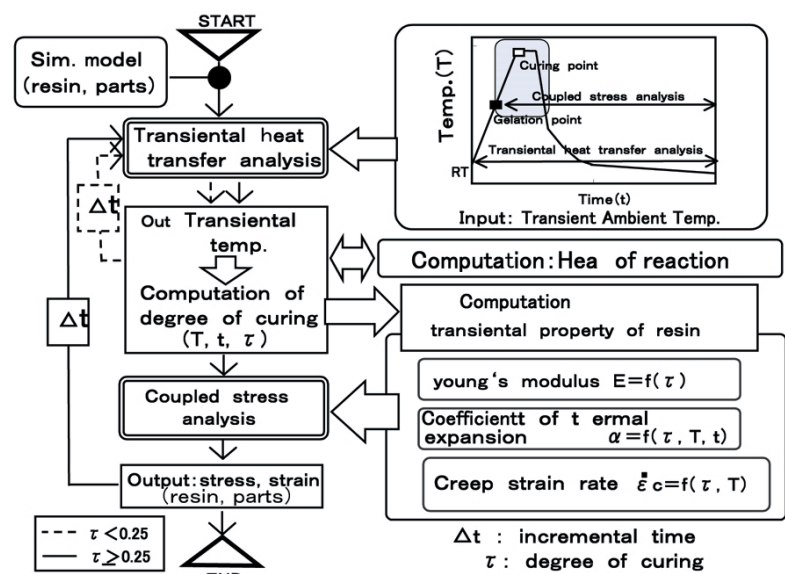 START
Sim. model
(resin, parts)
Transiental heat
transfer analysis
Δt
Out Transiental
temp.
Computation of
degree of curing
(T, t, τ)
Δt
Coupled stress
analysis
Output:stress, strain
(resin, parts)
τ <0.25
τ ≥0.25
Temp.(T)
Curing point
Coupled stress analysis
Gelation point
Transiental heat transfer analysis
RT
Time(t)
Input: Transient Ambient Temp.
Computation:Hea of reaction
Computation
transiental property of resin
young's modulus E=f(τ)
Coefficientt of t ermal
expansion α=f(τ, T, t)
Creep strain rate ε̇ c=f(τ, T)
Δt : incremental time
τ: degree of curing